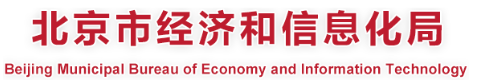 北京市经济和信息化局
Beijing Municipal Bureau of Economy and Information Technology